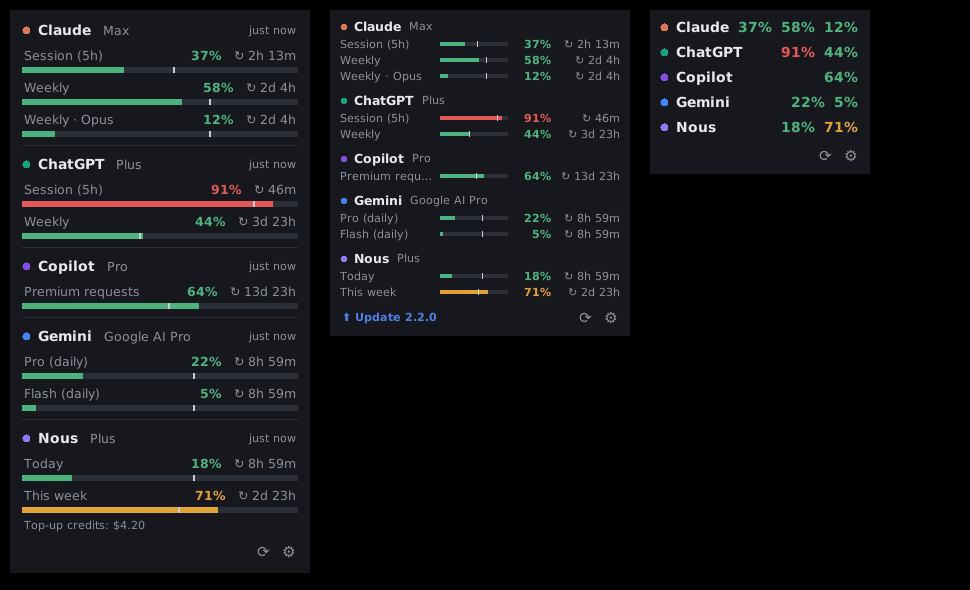 Claude Max just now
Session (5h) 37% ↻ 2h 13m
Weekly 58% ↻ 2d 4h
Weekly · Opus 12% ↻ 2d 4h
ChatGPT Plus just now
Session (5h) 91% ↻ 46m
Weekly 44% ↻ 3d 23h
Copilot Pro just now
Premium requests 64% ↻ 13d 23h
Gemini Google AI Pro just now
Pro (daily) 22% ↻ 8h 59m
Flash (daily) 5% ↻ 8h 59m
Nous Plus just now
Today 18% ↻ 8h 59m
This week 71% ↻ 2d 23h
Top-up credits: $4.20
Claude Max
Session (5h) 37% ↻ 2h 13m
Weekly 58% ↻ 2d 4h
Weekly · Opus 12% ↻ 2d 4h
ChatGPT Plus
Session (5h) 91% ↻ 46m
Weekly 44% ↻ 3d 23h
Copilot Pro
Premium requ... 64% ↻ 13d 23h
Gemini Google AI Pro
Pro (daily) 22% ↻ 8h 59m
Flash (daily) 5% ↻ 8h 59m
Nous Plus
Today 18% ↻ 8h 59m
This week 71% ↻ 2d 23h
⬆ Update 2.2.0
Claude 37% 58% 12%
ChatGPT 91% 44%
Copilot 64%
Gemini 22% 5%
Nous 18% 71%